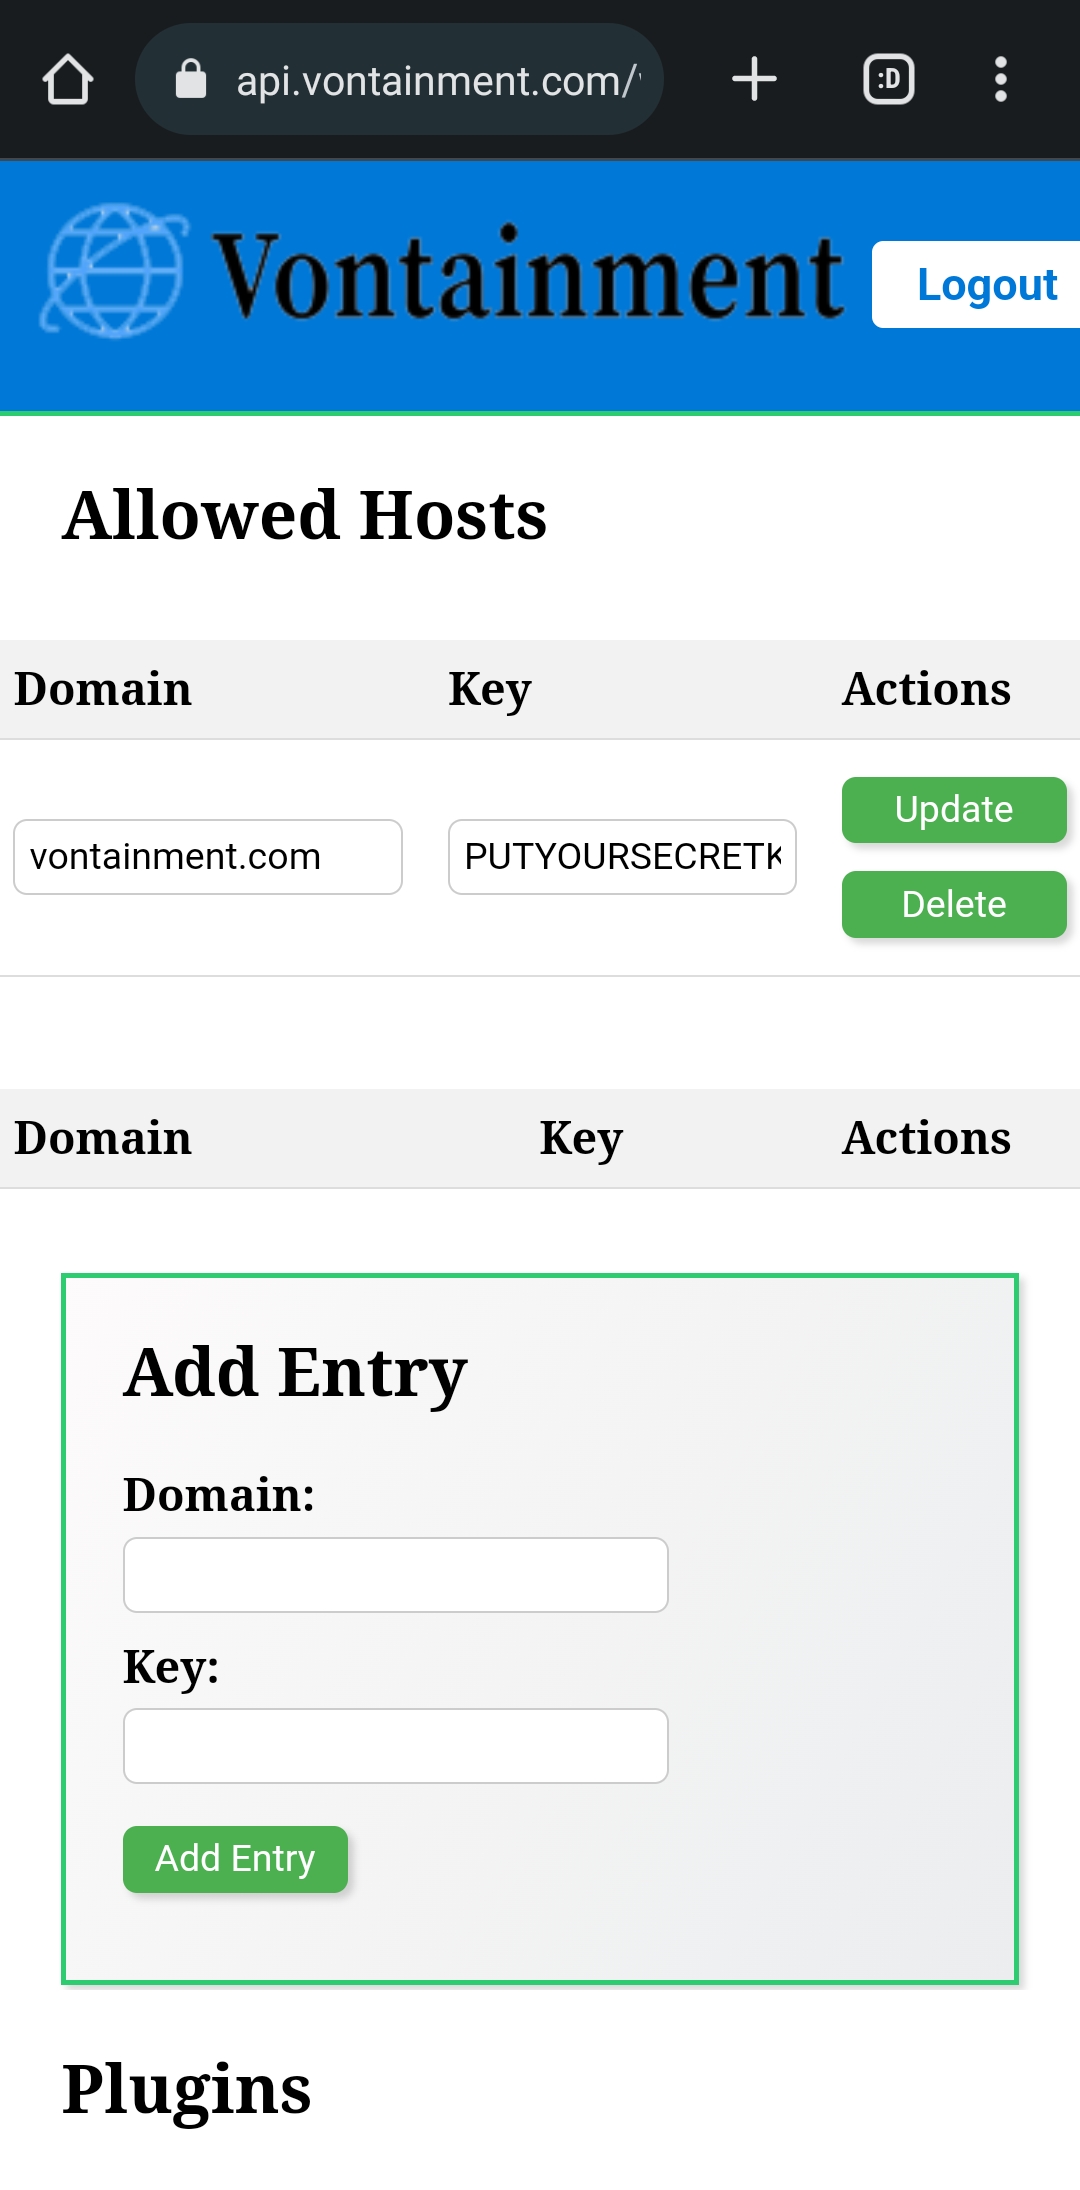 api.vontainment.com/
:D
Vontainment
Logout
Allowed Hosts
Domain Key Actions
vontainment.com PUTYOURSECRETK Update
Delete
Domain Key Actions
Add Entry
Domain:
Key:
Add Entry
Plugins